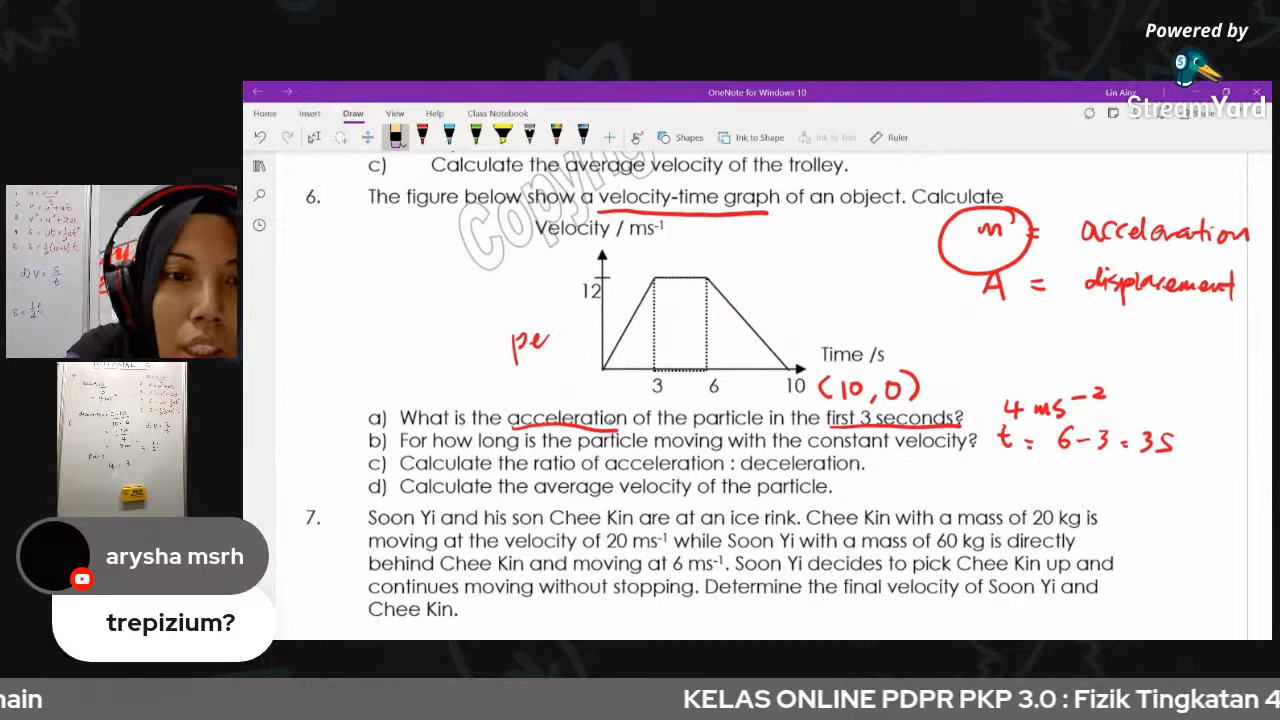 Powered by
StreamYard
OneNote for Windows 10
Lin Ainz
Home Insert Draw View Help Class Notebook
Shapes Ink to Shape Ink to Text Ruler
c) Calculate the average velocity of the trolley.
6. The figure below show a velocity-time graph of an object. Calculate
Velocity / ms-1
m = acceleration
A = displacement
12
pe
Time /s
3 6 10 (10, 0)
a) What is the acceleration of the particle in the first 3 seconds? 4 ms-2
b) For how long is the particle moving with the constant velocity? t = 6 - 3 = 3s
c) Calculate the ratio of acceleration : deceleration.
d) Calculate the average velocity of the particle.
7. Soon Yi and his son Chee Kin are at an ice rink. Chee Kin with a mass of 20 kg is
moving at the velocity of 20 ms-1 while Soon Yi with a mass of 60 kg is directly
behind Chee Kin and moving at 6 ms-1. Soon Yi decides to pick Chee Kin up and
continues moving without stopping. Determine the final velocity of Soon Yi and
Chee Kin.
arysha msrh
trepizium?
KELAS ONLINE PDPR PKP 3.0 : Fizik Tingkatan 4